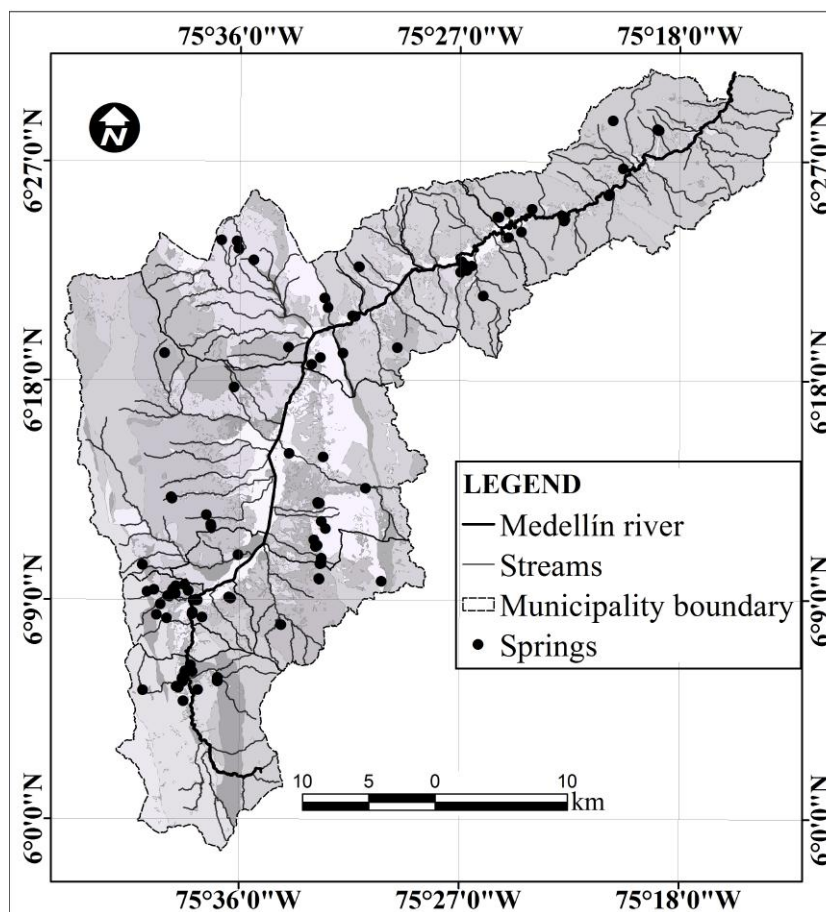 75°36'0"W 75°27'0"W 75°18'0"W
N
6°27'0"N 6°27'0"N
6°18'0"N 6°18'0"N
LEGEND
Medellín river
Streams
Municipality boundary
Springs
6°9'0"N 6°9'0"N
10 5 0 10
km
6°0'0"N 6°0'0"N
75°36'0"W 75°27'0"W 75°18'0"W